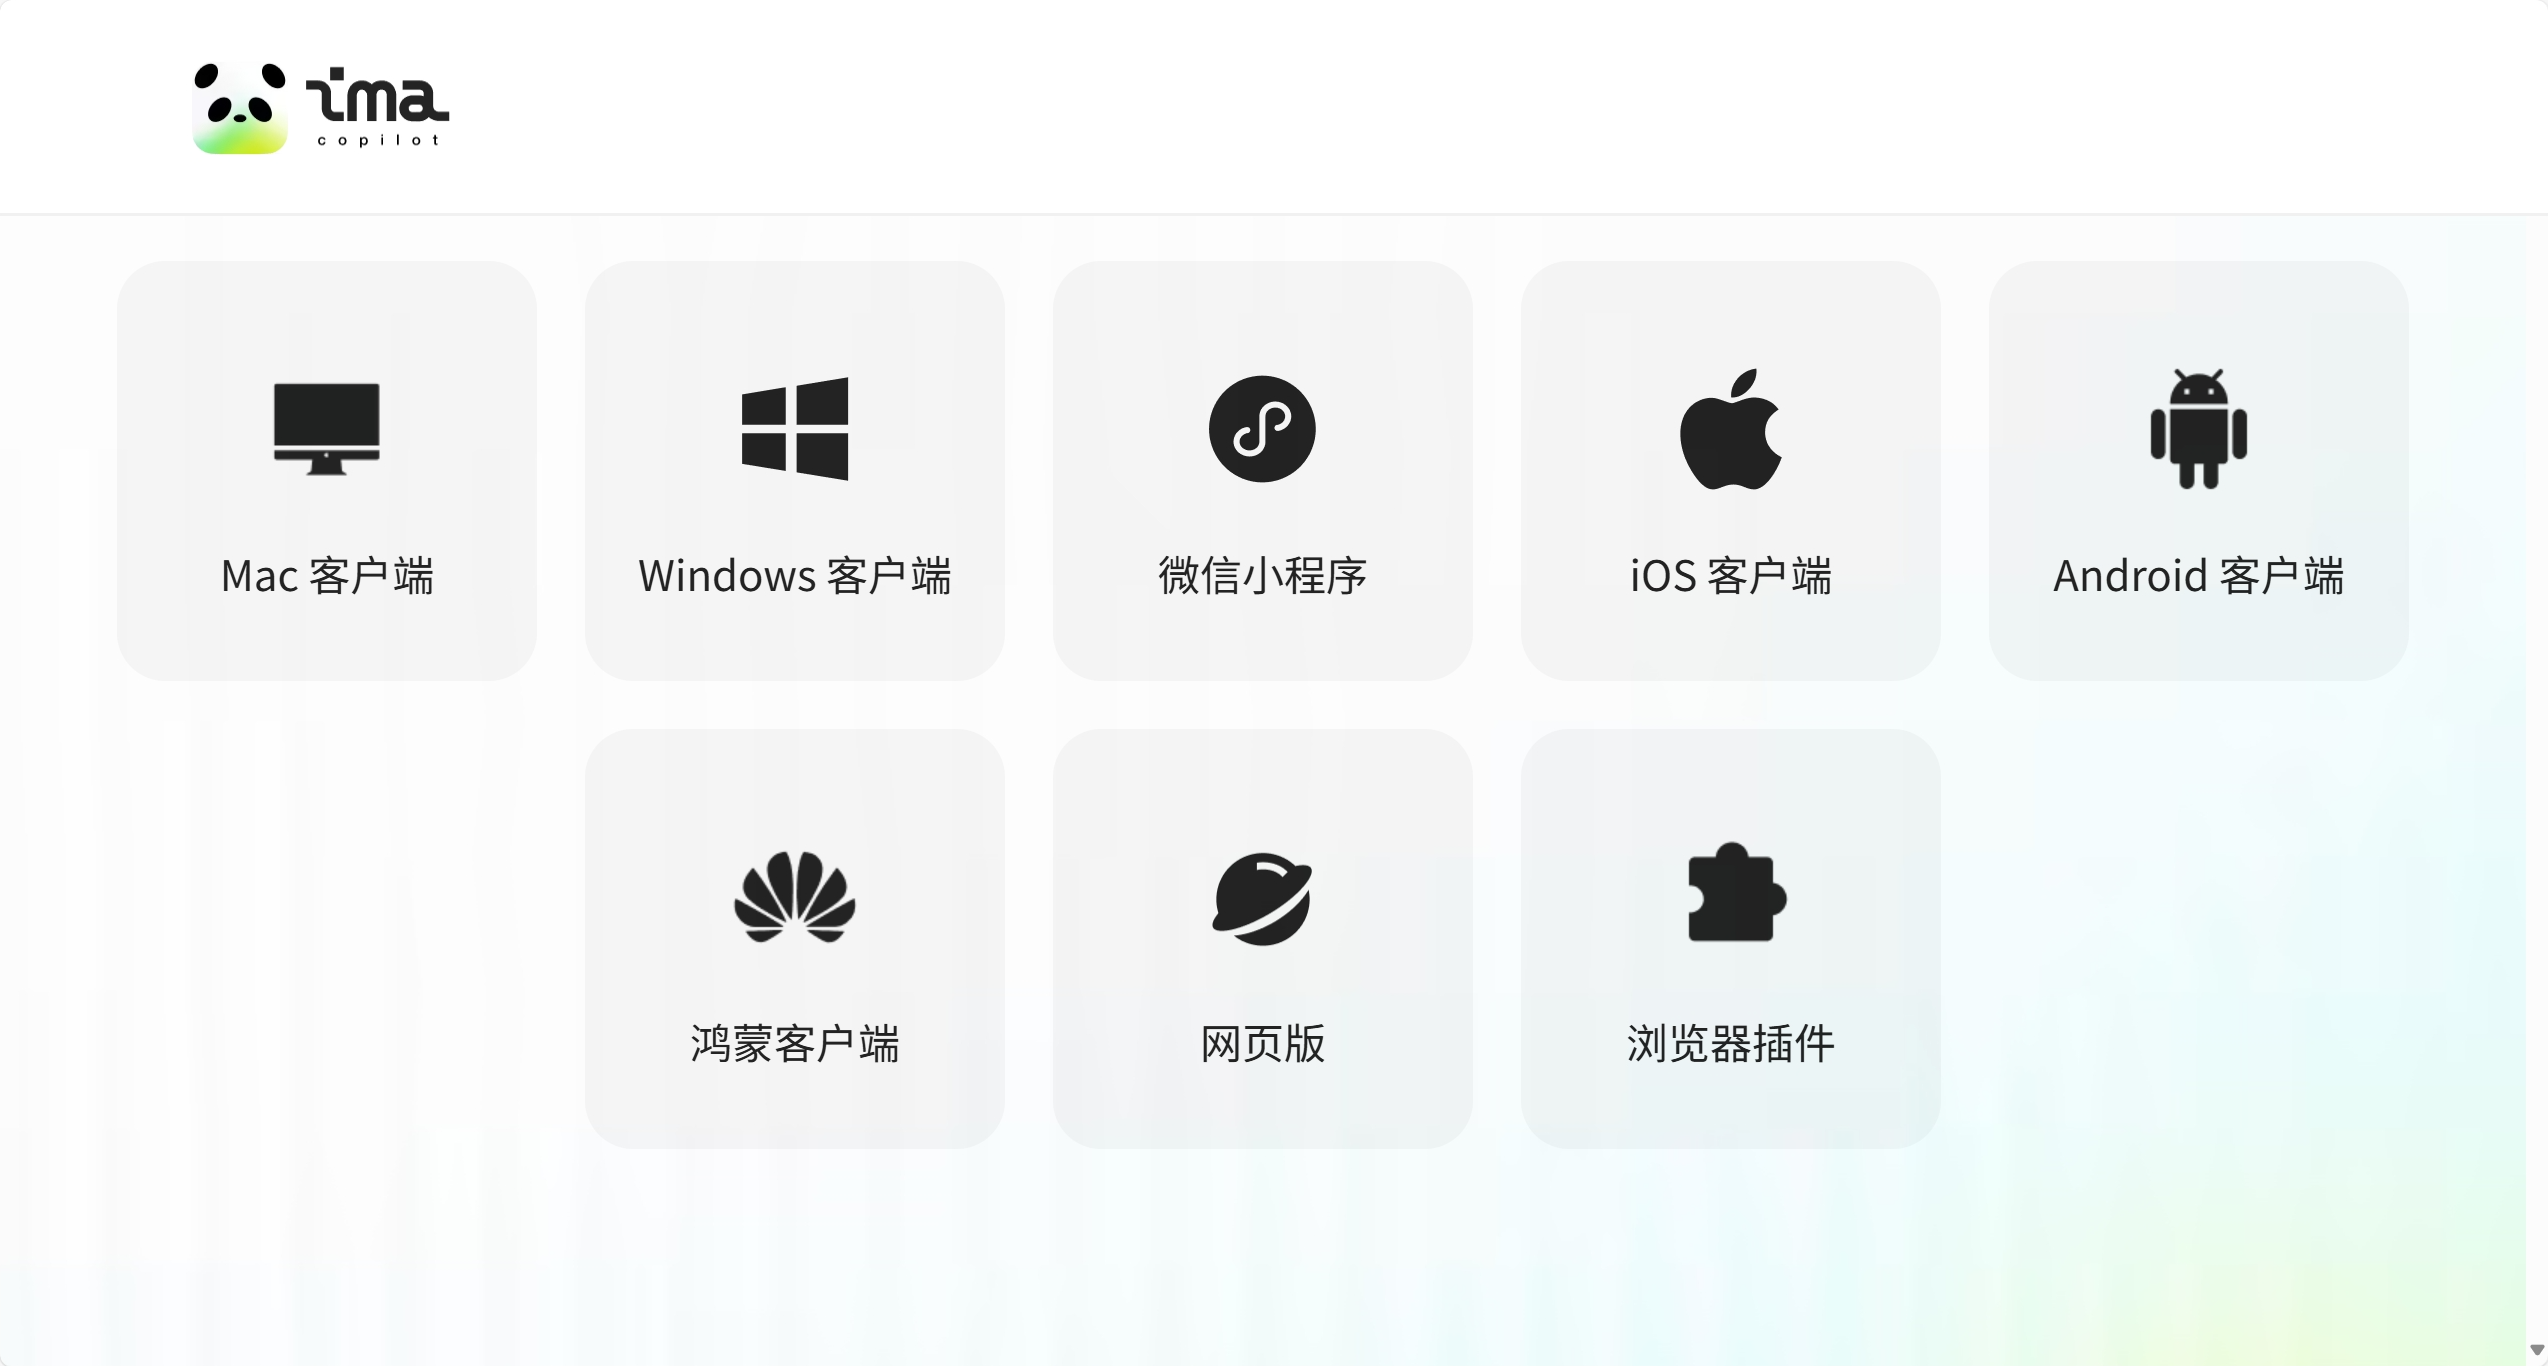 ima
copilot
Mac 客户端
Windows 客户端
微信小程序
iOS 客户端
Android 客户端
鸿蒙客户端
网页版
浏览器插件